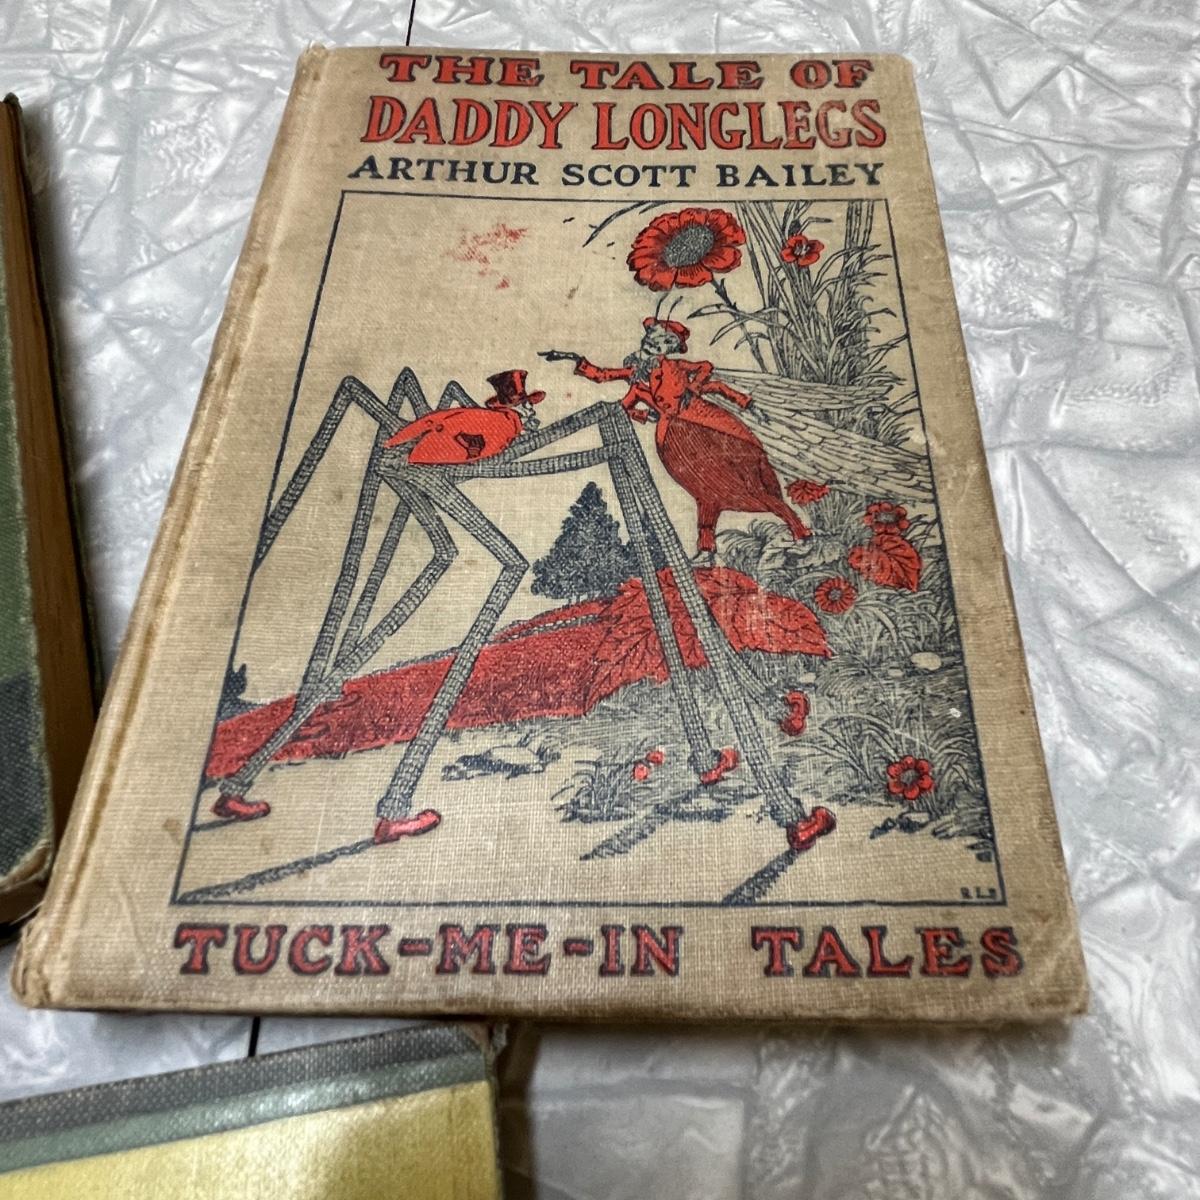 THE TALE OF
DADDY LONGLEGS
ARTHUR SCOTT BAILEY
TUCK-ME-IN TALES